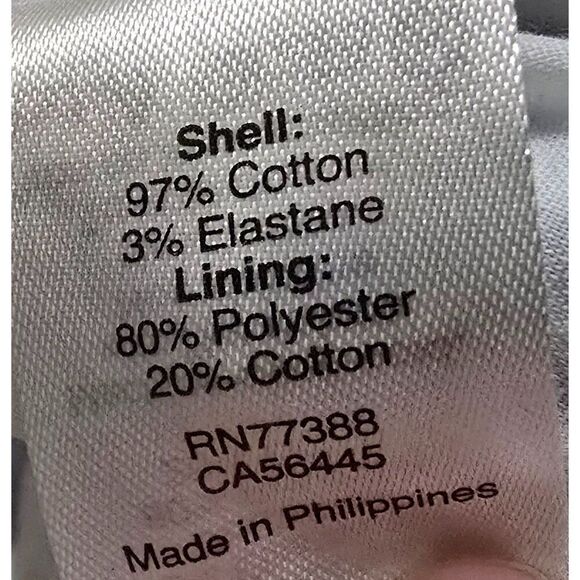 Shell:
97% Cotton
3% Elastane
Lining:
80% Polyester
20% Cotton
RN77388
CA56445
Made in Philippines